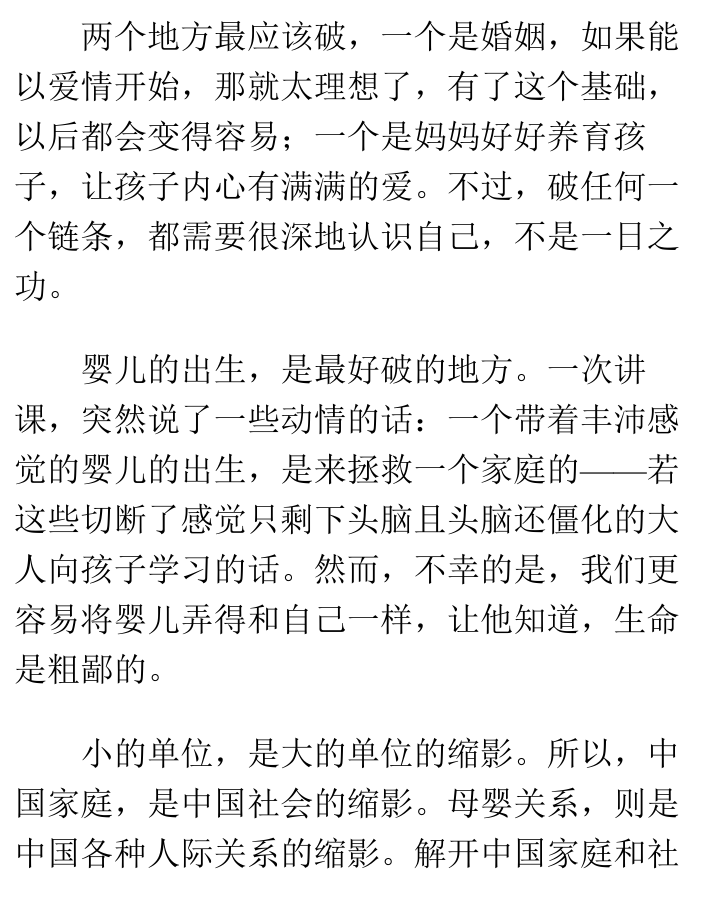 两个地方最应该破，一个是婚姻，如果能
以爱情开始，那就太理想了，有了这个基础，
以后都会变得容易；一个是妈妈好好养育孩
子，让孩子内心有满满的爱。不过，破任何一
个链条，都需要很深地认识自己，不是一日之
功。
婴儿的出生，是最好破的地方。一次讲
课，突然说了一些动情的话：一个带着丰沛感
觉的婴儿的出生，是来拯救一个家庭的——若
这些切断了感觉只剩下头脑且头脑还僵化的大
人向孩子学习的话。然而，不幸的是，我们更
容易将婴儿弄得和自己一样，让他知道，生命
是粗鄙的。
小的单位，是大的单位的缩影。所以，中
国家庭，是中国社会的缩影。母婴关系，则是
中国各种人际关系的缩影。解开中国家庭和社